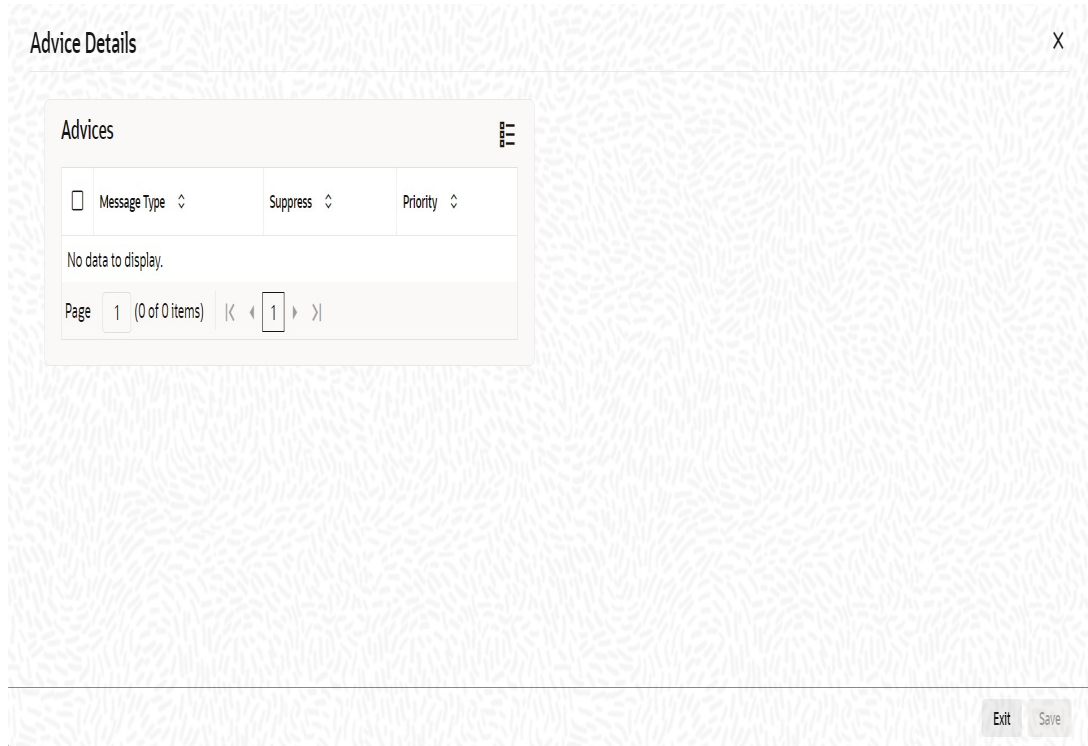 Advice Details X
Advices
Message Type Suppress Priority
No data to display.
Page 1 (0 of 0 items) 1
Exit Save